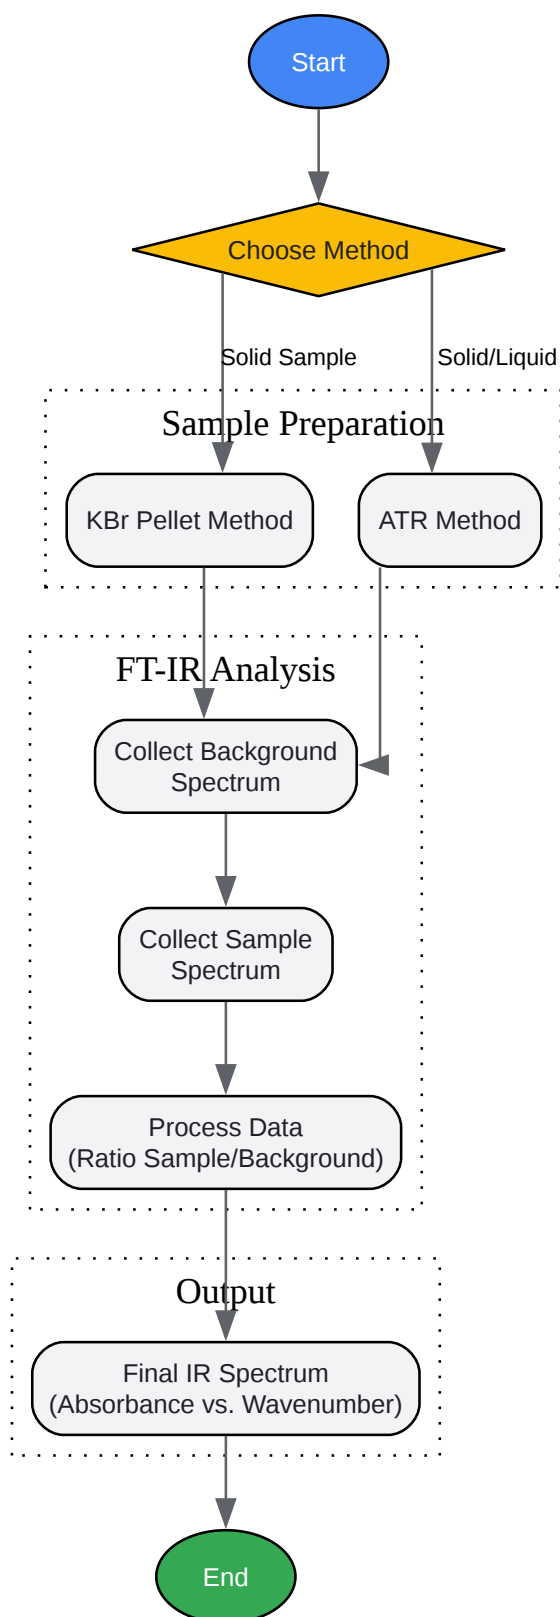 Start
Choose Method
Solid Sample
Solid/Liquid
Sample Preparation
KBr Pellet Method
ATR Method
FT-IR Analysis
Collect Background
Spectrum
Collect Sample
Spectrum
Process Data
(Ratio Sample/Background)
Output
Final IR Spectrum
(Absorbance vs. Wavenumber)
End